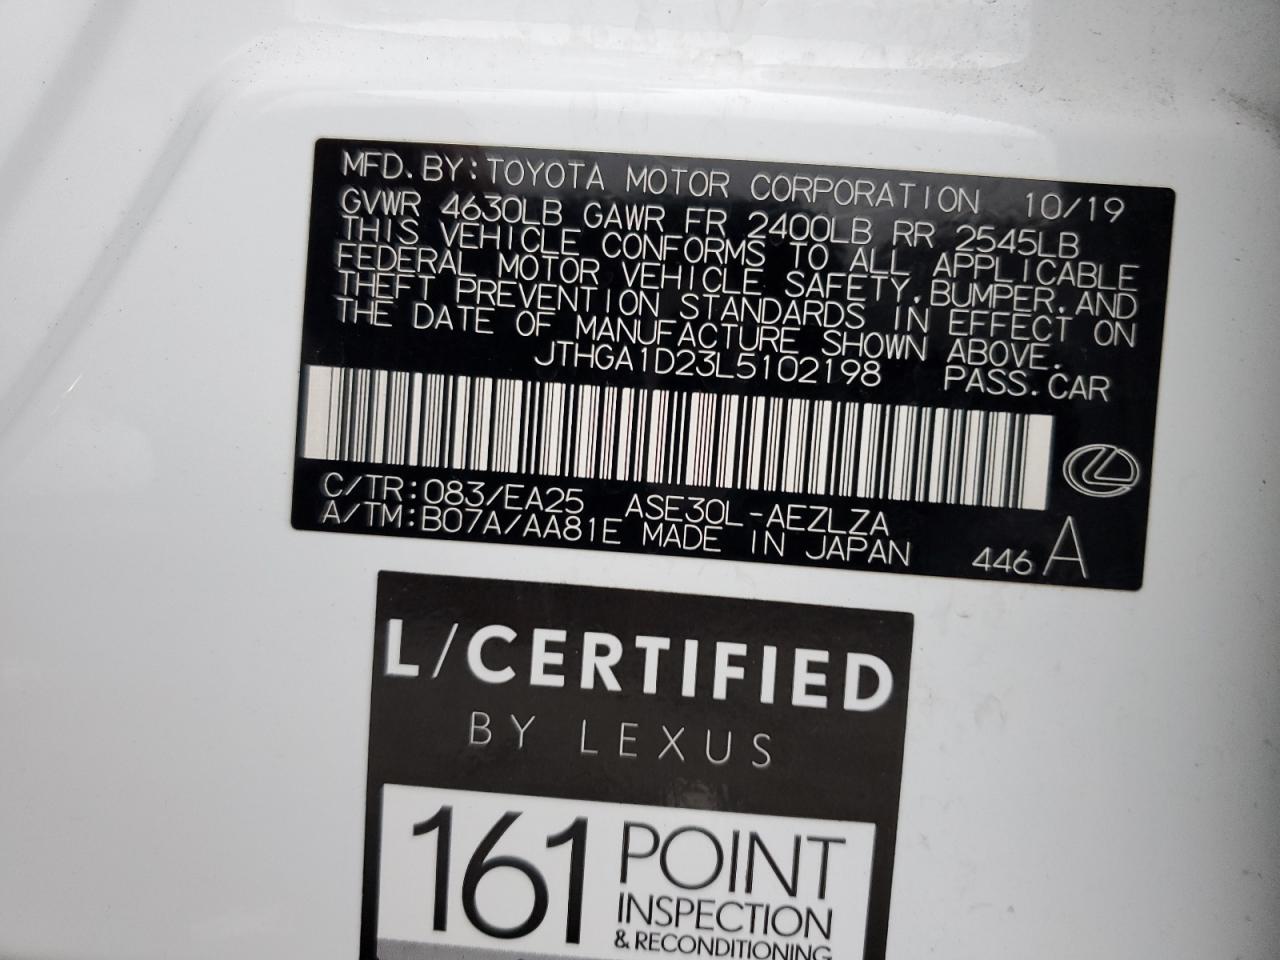 MFD.BY:TOYOTA MOTOR CORPORATION 10/19
GVWR 4630LB GAWR FR 2400LB RR 2545LB
THIS VEHICLE CONFORMS TO ALL APPLICABLE
FEDERAL MOTOR VEHICLE SAFETY,BUMPER,AND
THEFT PREVENTION STANDARDS IN EFFECT ON
THE DATE OF MANUFACTURE SHOWN ABOVE.
JTHGA1D23L5102198 PASS.CAR
C/TR:083/EA25 ASE30L-AEZLZA
A/TM:B07A/AA81E MADE IN JAPAN 446 A
L/CERTIFIED
BY LEXUS
161 POINT
INSPECTION
& RECONDITIONING